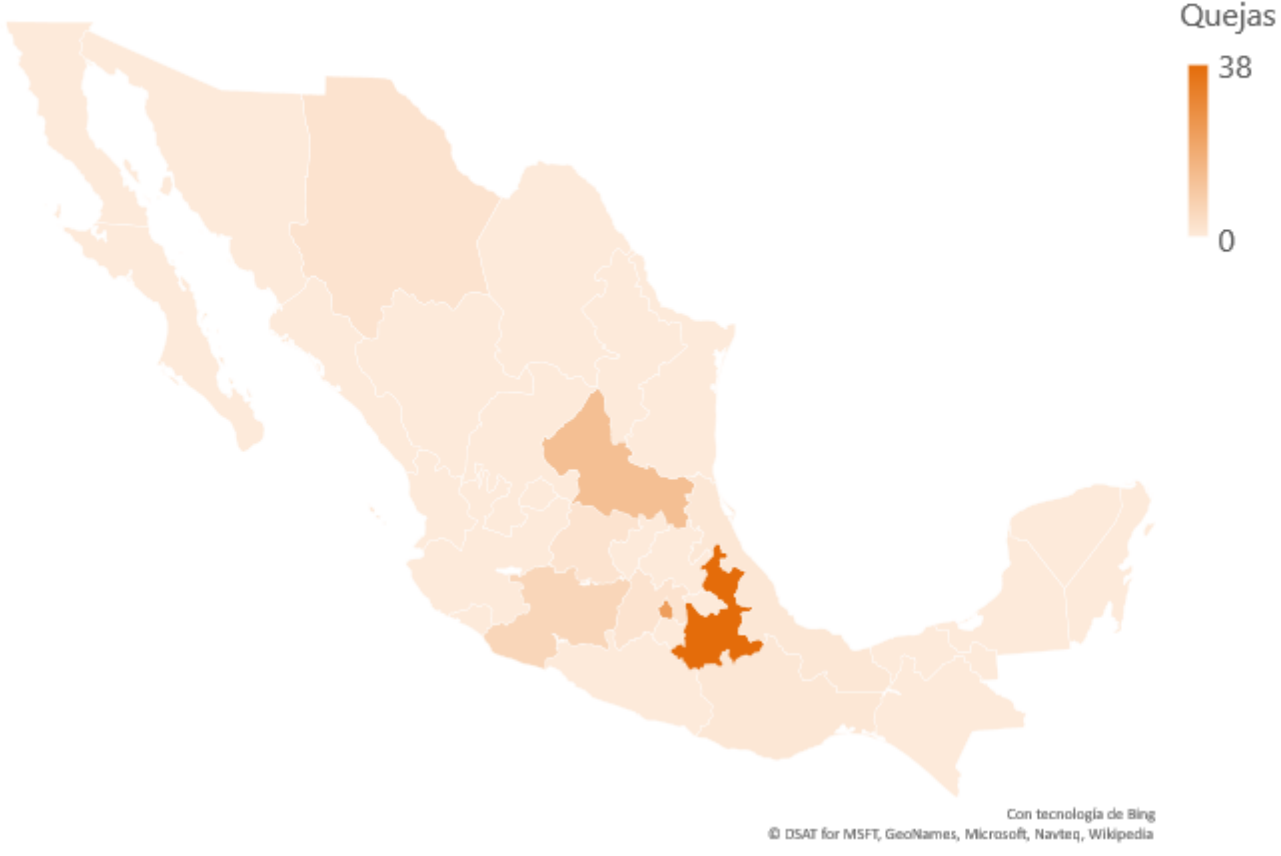 Quejas
38
0
Con tecnología de Bing
© DSAT for MSFT, GeoNames, Microsoft, Navteq, Wikipedia